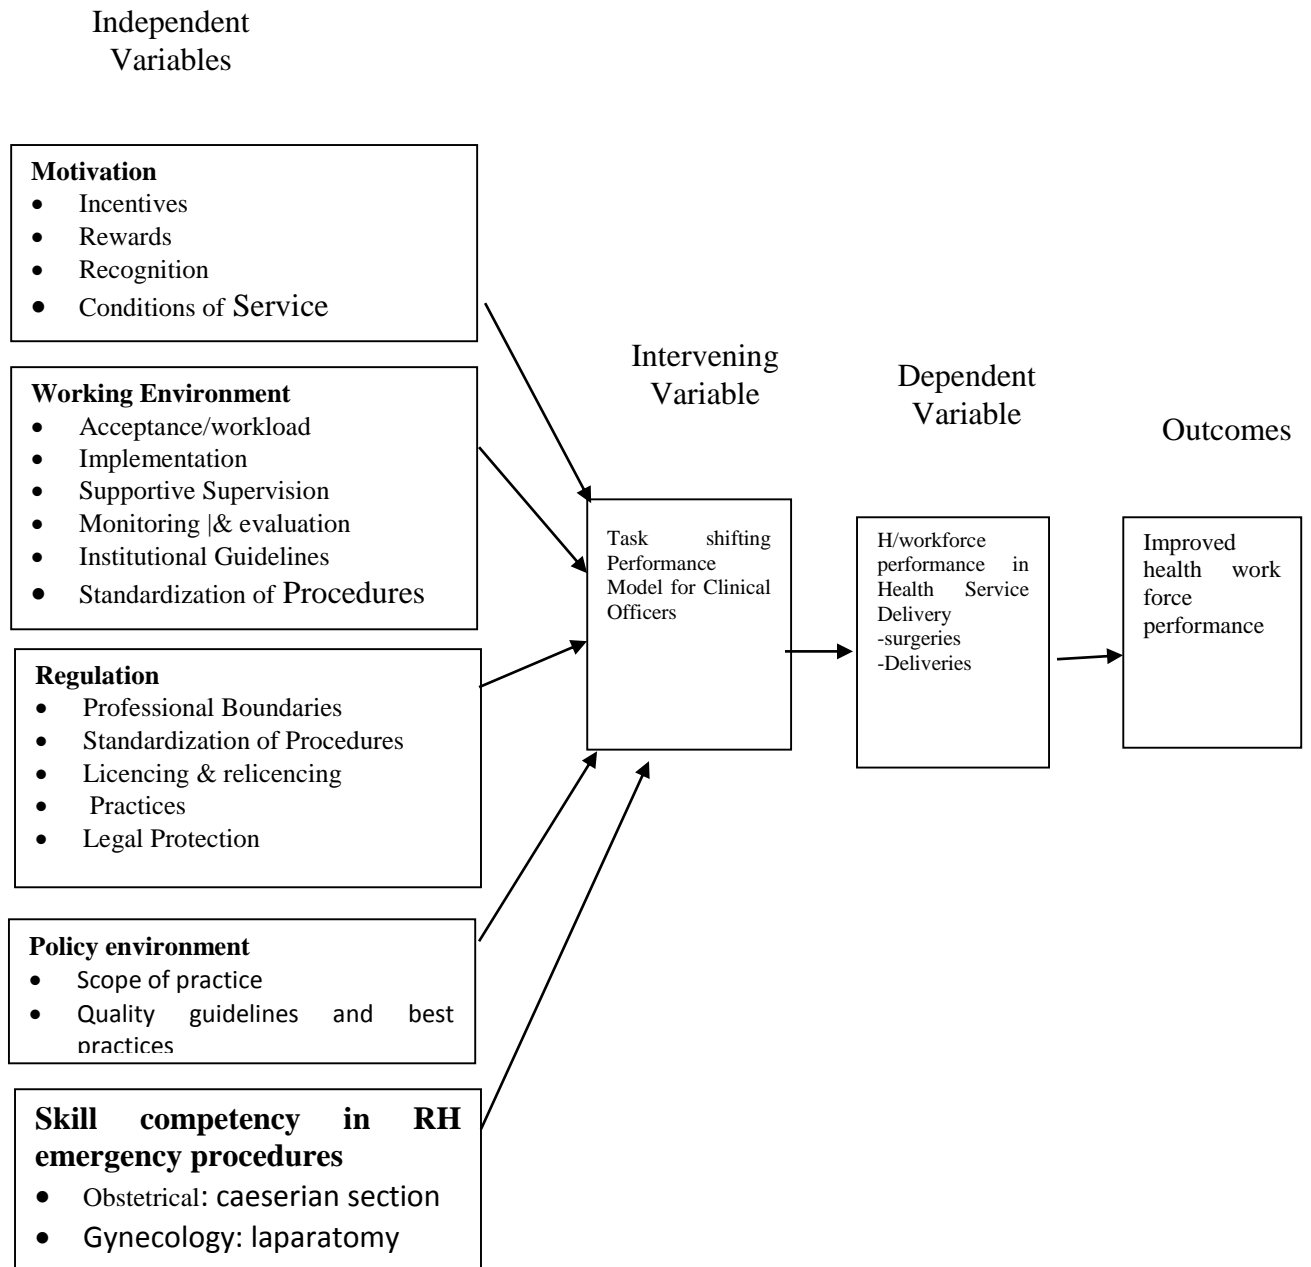 Independent
Variables
Motivation
• Incentives
• Rewards
• Recognition
• Conditions of Service
Working Environment
• Acceptance/workload
• Implementation
• Supportive Supervision
• Monitoring |& evaluation
• Institutional Guidelines
• Standardization of Procedures
Regulation
• Professional Boundaries
• Standardization of Procedures
• Licencing & relicencing
• Practices
• Legal Protection
Policy environment
• Scope of practice
• Quality guidelines and best
practices
Skill competency in RH
emergency procedures
• Obstetrical: caeserian section
• Gynecology: laparatomy
Intervening
Variable
Task shifting
Performance
Model for Clinical
Officers
Dependent
Variable
H/workforce
performance in
Health Service
Delivery
-surgeries
-Deliveries
Outcomes
Improved
health work
force
performance